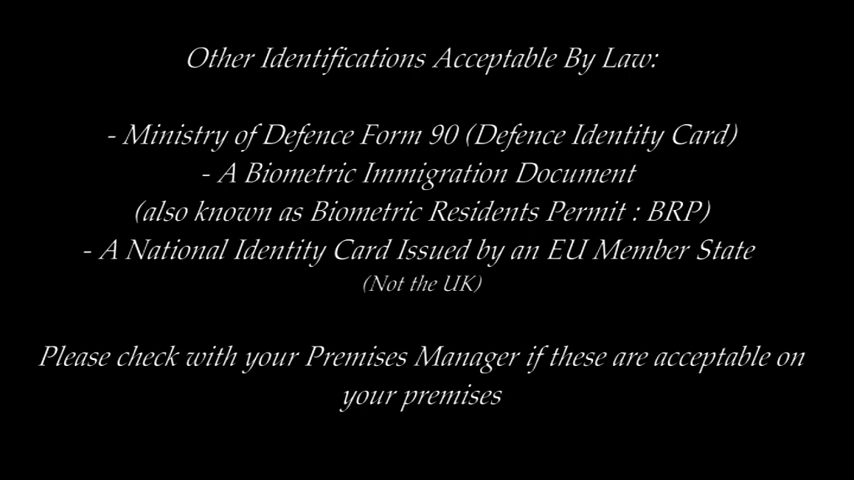 Other Identifications Acceptable By Law:
- Ministry of Defence Form 90 (Defence Identity Card)
- A Biometric Immigration Document
(also known as Biometric Residents Permit : BRP)
- A National Identity Card Issued by an EU Member State
(Not the UK)
Please check with your Premises Manager if these are acceptable on
your premises